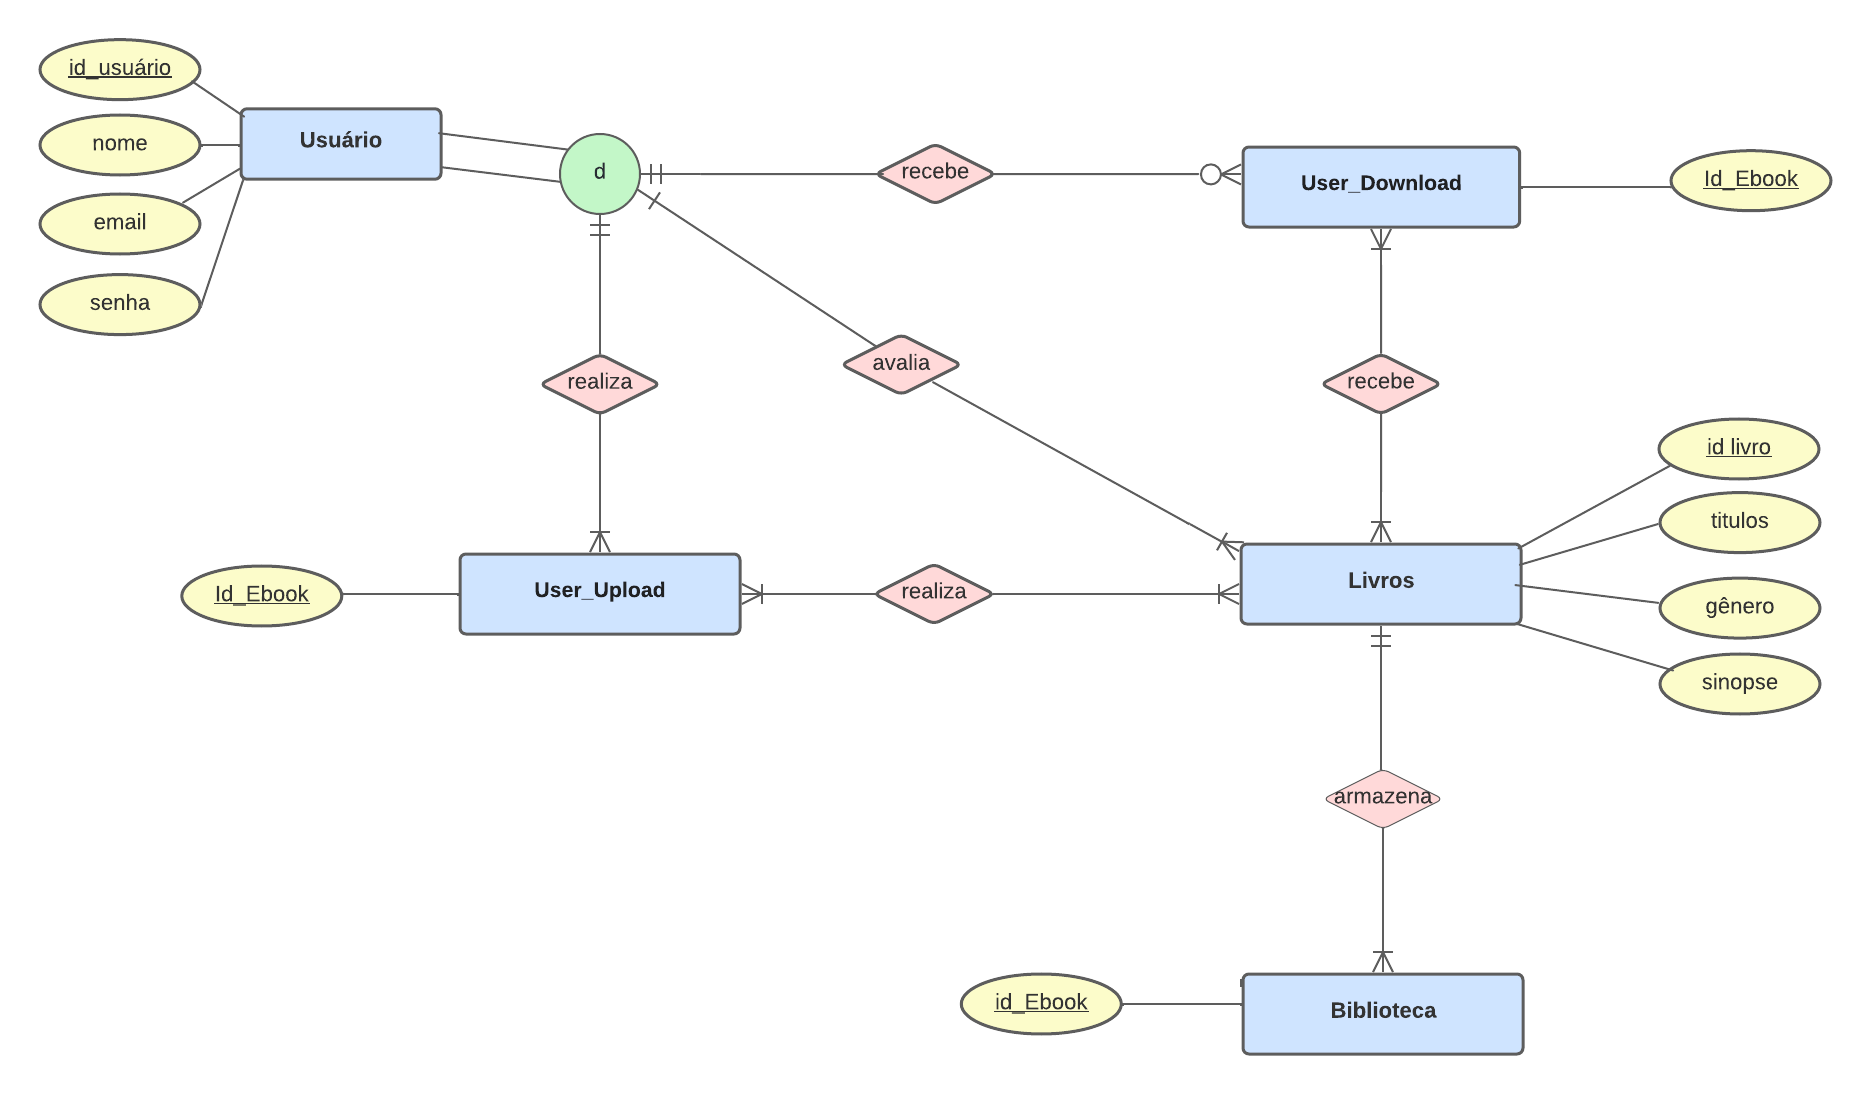 id_usuário
nome
email
senha
Usuário
d
recebe
User_Download
Id_Ebook
realiza
avalia
recebe
Id_Ebook
User_Upload
realiza
Livros
id livro
titulos
gênero
sinopse
armazena
id_Ebook
Biblioteca